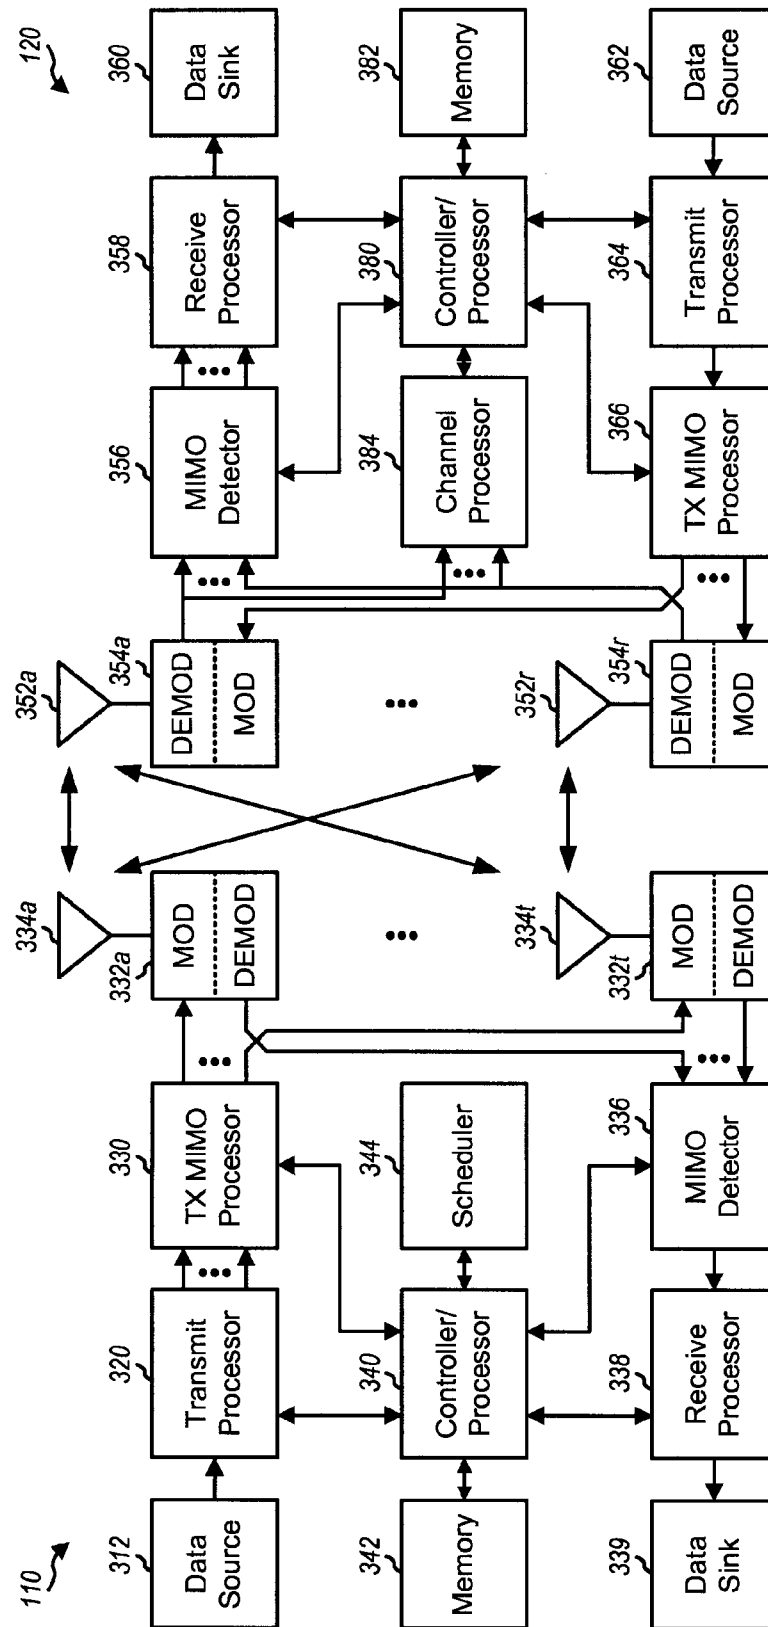 110
312
Data
Source
320
Transmit
Processor
330
TX MIMO
Processor
332a
MOD
DEMOD
334a
352a
354a
DEMOD
MOD
356
MIMO
Detector
358
Receive
Processor
360
Data
Sink
120
342
Memory
340
Controller/
Processor
344
Scheduler
384
Channel
Processor
380
Controller/
Processor
382
Memory
339
Data
Sink
338
Receive
Processor
336
MIMO
Detector
332t
MOD
DEMOD
334t
352r
354r
DEMOD
MOD
366
TX MIMO
Processor
364
Transmit
Processor
362
Data
Source